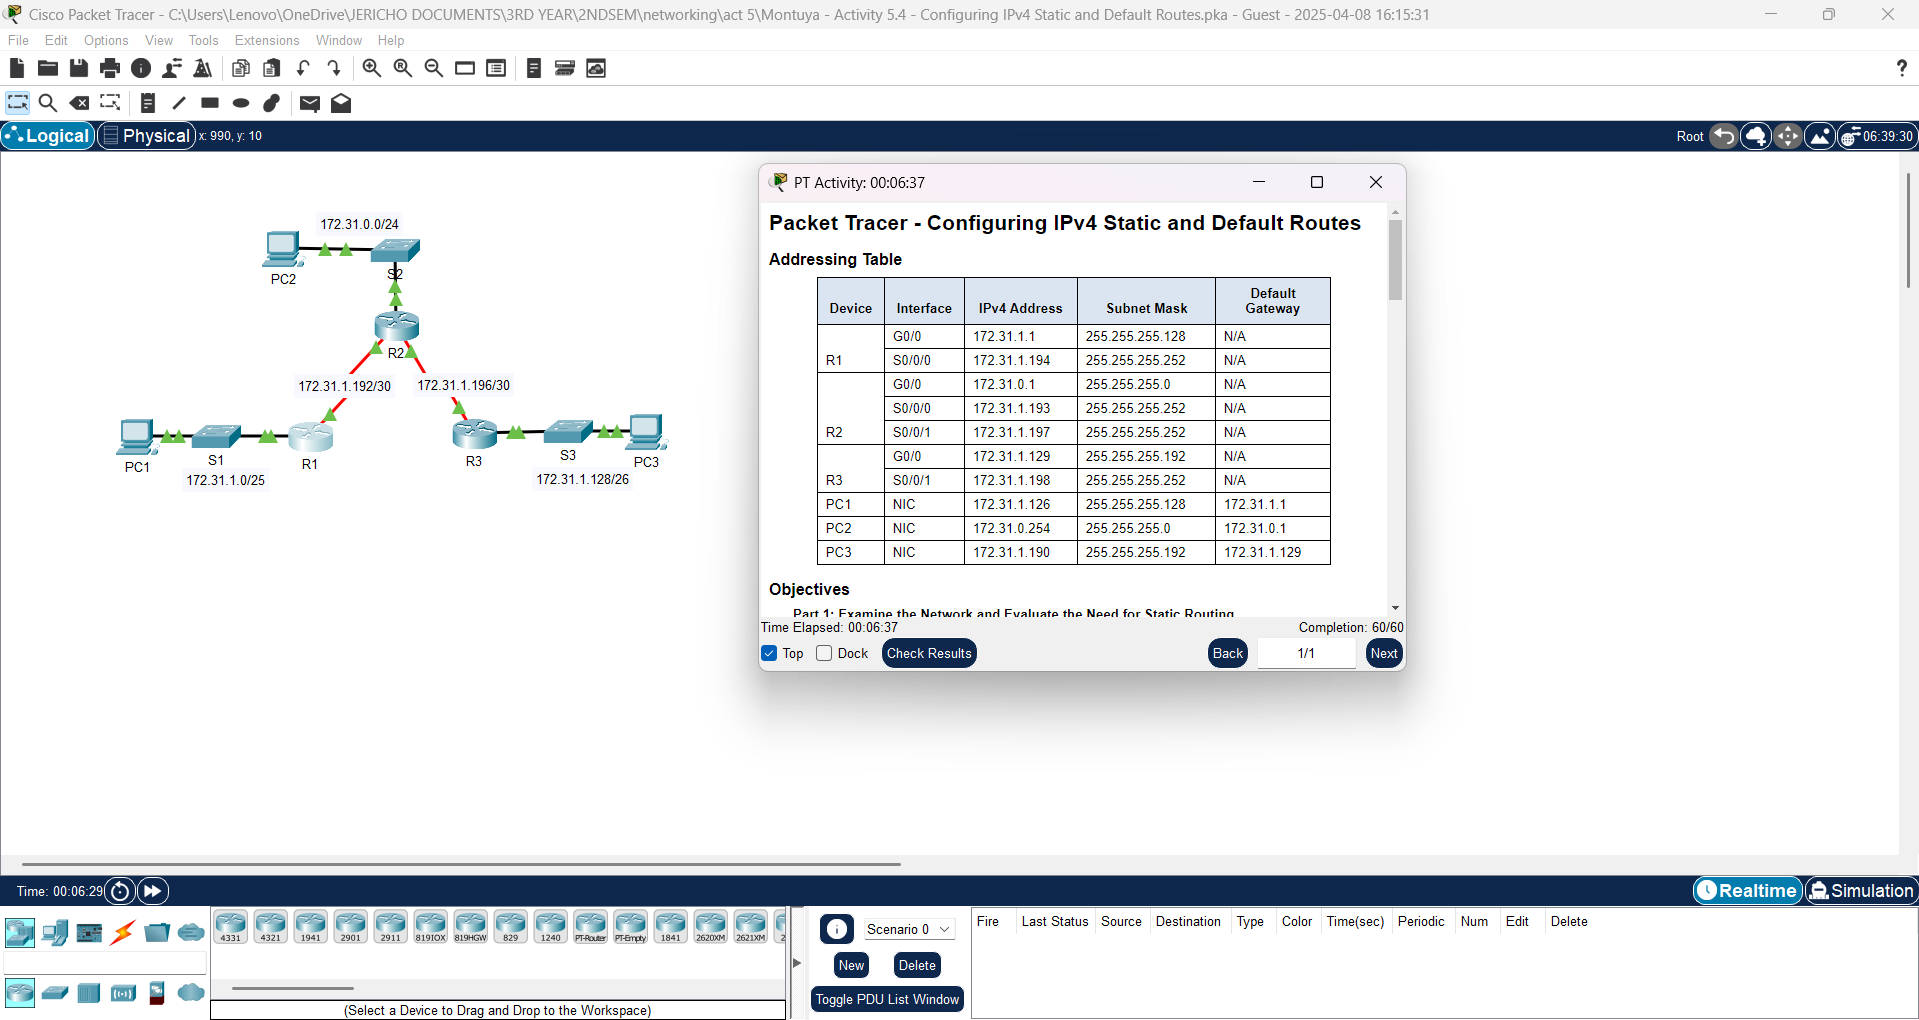 Cisco Packet Tracer - C:\Users\Lenovo\OneDrive\JERICHO DOCUMENTS\3RD YEAR\2NDSEM\networking\act 5\Montuya - Activity 5.4 - Configuring IPv4 Static and Default Routes.pka - Guest - 2025-04-08 16:15:31
File Edit Options View Tools Extensions Window Help
Logical Physical x: 990, y: 10 Root 06:39:30
172.31.0.0/24
PC2
S2
R2
172.31.1.192/30 172.31.1.196/30
PC1
S1
R1
172.31.1.0/25
R3
S3
PC3
172.31.1.128/26
PT Activity: 00:06:37
Packet Tracer - Configuring IPv4 Static and Default Routes
Addressing Table
Device Interface IPv4 Address Subnet Mask Default Gateway
R1 G0/0 172.31.1.1 255.255.255.128 N/A
S0/0/0 172.31.1.194 255.255.255.252 N/A
R2 G0/0 172.31.0.1 255.255.255.0 N/A
S0/0/0 172.31.1.193 255.255.255.252 N/A
S0/0/1 172.31.1.197 255.255.255.252 N/A
R3 G0/0 172.31.1.129 255.255.255.192 N/A
S0/0/1 172.31.1.198 255.255.255.252 N/A
PC1 NIC 172.31.1.126 255.255.255.128 172.31.1.1
PC2 NIC 172.31.0.254 255.255.255.0 172.31.0.1
PC3 NIC 172.31.1.190 255.255.255.192 172.31.1.129
Objectives
Part 1: Examine the Network and Evaluate the Need for Static Routing
Time Elapsed: 00:06:37 Completion: 60/60
Top Dock Check Results Back 1/1 Next
Time: 00:06:29 Realtime Simulation
4331 4321 1941 2901 2911 819IOX 819HGW 829 1240 PT-Router PT-Empty 1841 2620XM 2621XM 2
(Select a Device to Drag and Drop to the Workspace)
Scenario 0
New Delete
Toggle PDU List Window
Fire Last Status Source Destination Type Color Time(sec) Periodic Num Edit Delete